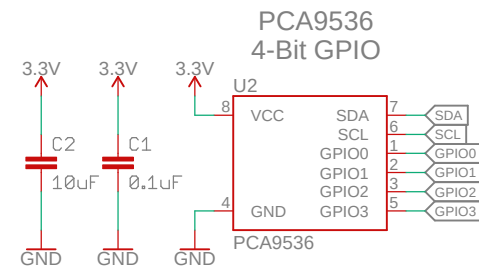 PCA9536
4-Bit GPIO
3.3V 3.3V 3.3V
U2
8 VCC SDA 7 SDA
SCL 6 SCL
GPIO0 1 GPIO0
GPIO1 2 GPIO1
GPIO2 3 GPIO2
4 GND GPIO3 5 GPIO3
C2 C1
10uF 0.1uF
PCA9536
GND GND GND